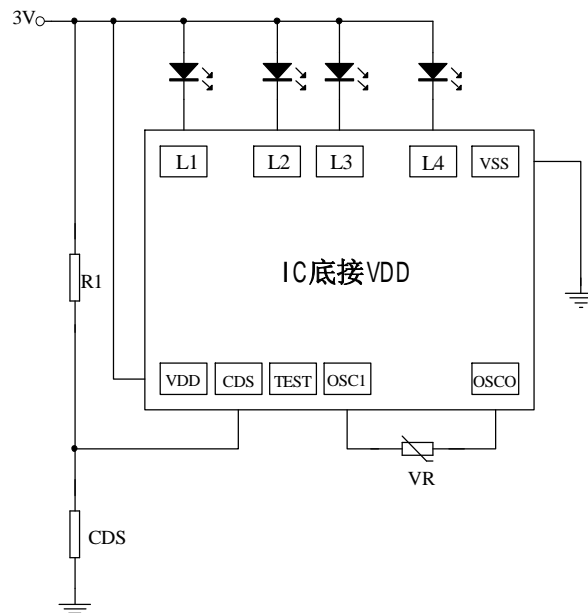 3V
L1 L2 L3 L4 VSS
IC底接VDD
R1
VDD CDS TEST OSC1 OSCO
VR
CDS